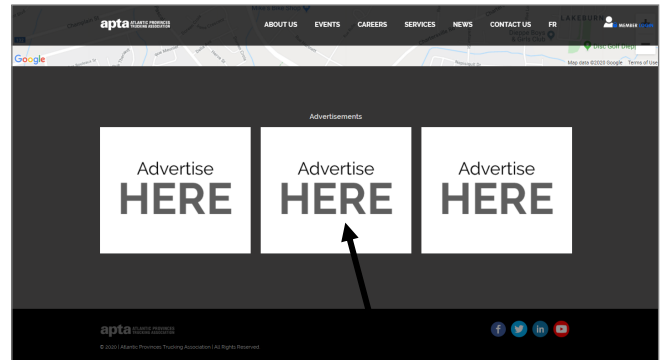 apta ATLANTIC PROVINCES TRUCKING ASSOCIATION
ABOUT US EVENTS CAREERS SERVICES NEWS CONTACT US FR
MEMBER
LAKEBURN
Google
Map data ©2020 Google Terms of Use
Advertisements
Advertise
HERE
Advertise
HERE
Advertise
HERE
apta ATLANTIC PROVINCES TRUCKING ASSOCIATION
© 2020 | Atlantic Provinces Trucking Association | All Rights Reserved.